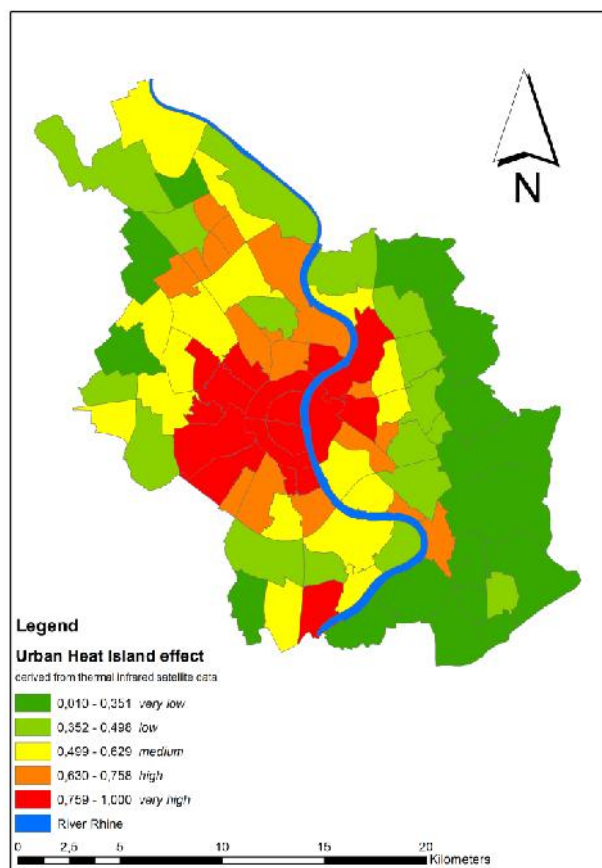 N
Legend
Urban Heat Island effect
derived from thermal infrared satellite data
0,010 - 0,351 very low
0,352 - 0,498 low
0,499 - 0,629 medium
0,630 - 0,758 high
0,759 - 1,000 very high
River Rhine
0 2,5 5 10 15 20
Kilometers